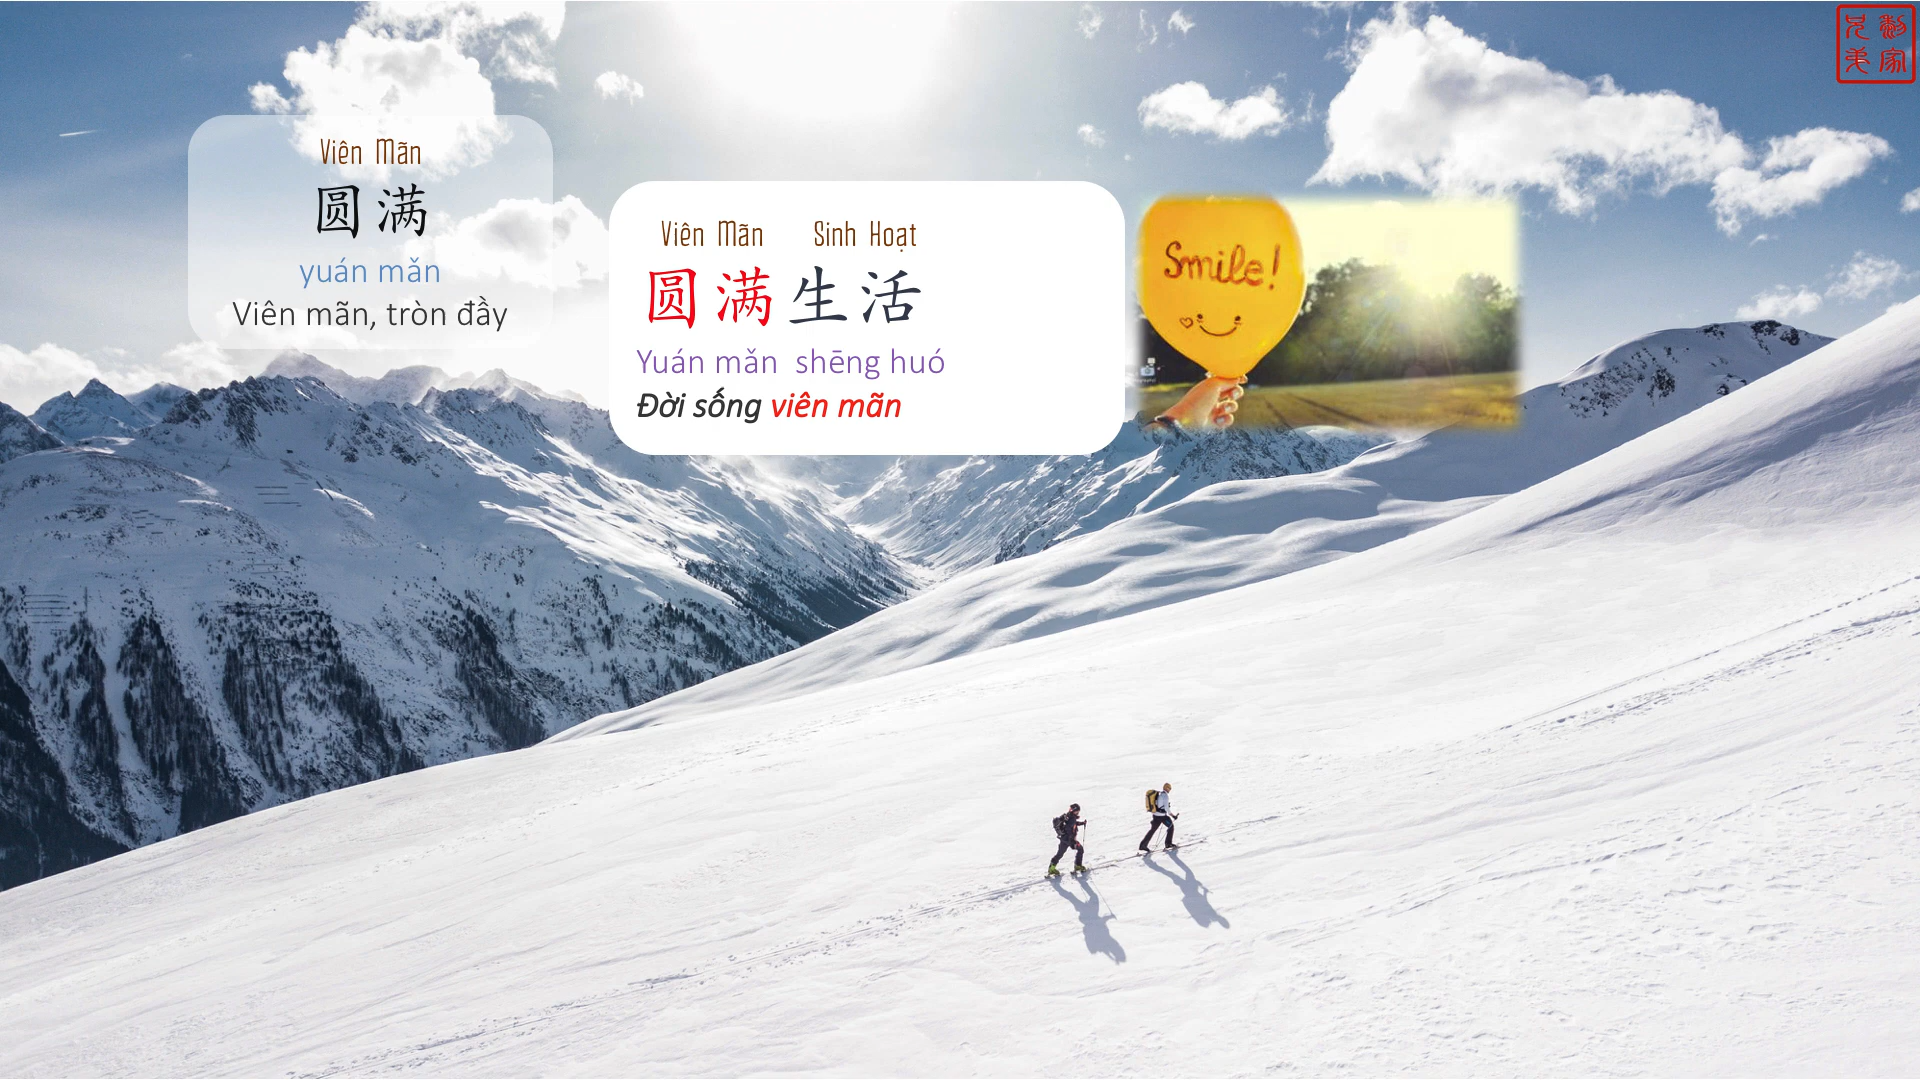 Viên Mãn
圆满
yuán mǎn
Viên mãn, tròn đầy
Viên Mãn Sinh Hoạt
圆满生活
Yuán mǎn shēng huó
Đời sống viên mãn
Smile!